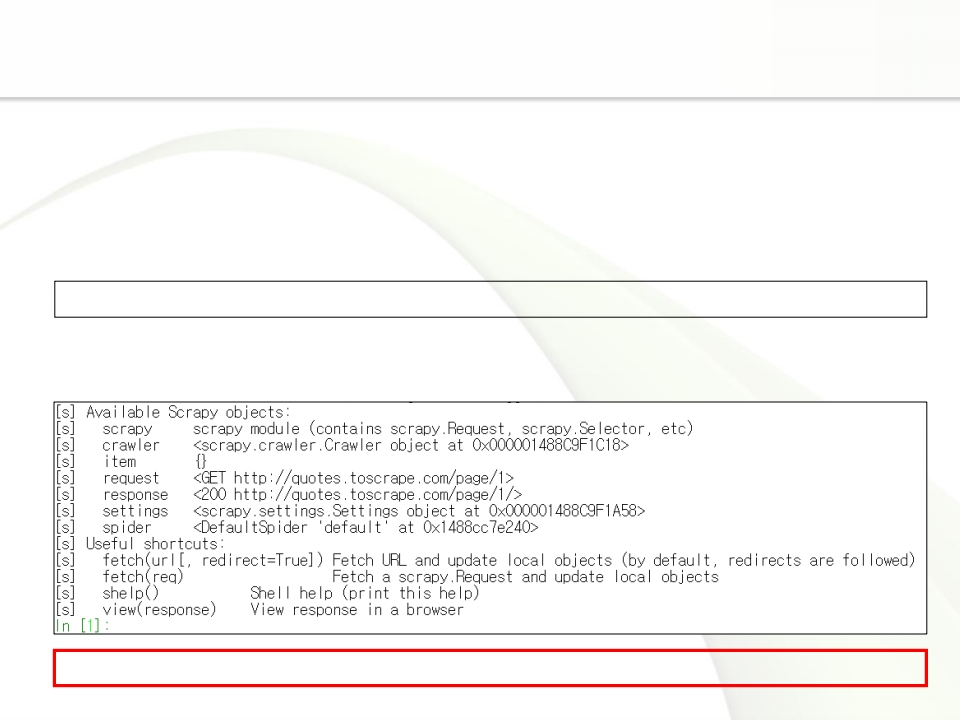 [s] Available Scrapy objects:
[s] scrapy scrapy module (contains scrapy.Request, scrapy.Selector, etc)
[s] crawler <scrapy.crawler.Crawler object at 0x000001488C9F1C18>
[s] item {}
[s] request <GET http://quotes.toscrape.com/page/1>
[s] response <200 http://quotes.toscrape.com/page/1/>
[s] settings <scrapy.settings.Settings object at 0x000001488C9F1A58>
[s] spider <DefaultSpider 'default' at 0x1488cc7e240>
[s] Useful shortcuts:
[s] fetch(url[, redirect=True]) Fetch URL and update local objects (by default, redirects are followed)
[s] fetch(req) Fetch a scrapy.Request and update local objects
[s] shelp() Shell help (print this help)
[s] view(response) View response in a browser
In [1]: